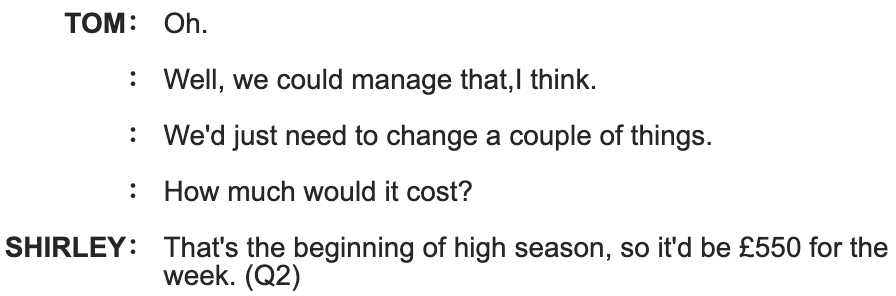 TOM: Oh.
: Well, we could manage that,I think.
: We'd just need to change a couple of things.
: How much would it cost?
SHIRLEY: That's the beginning of high season, so it'd be £550 for the
week. (Q2)